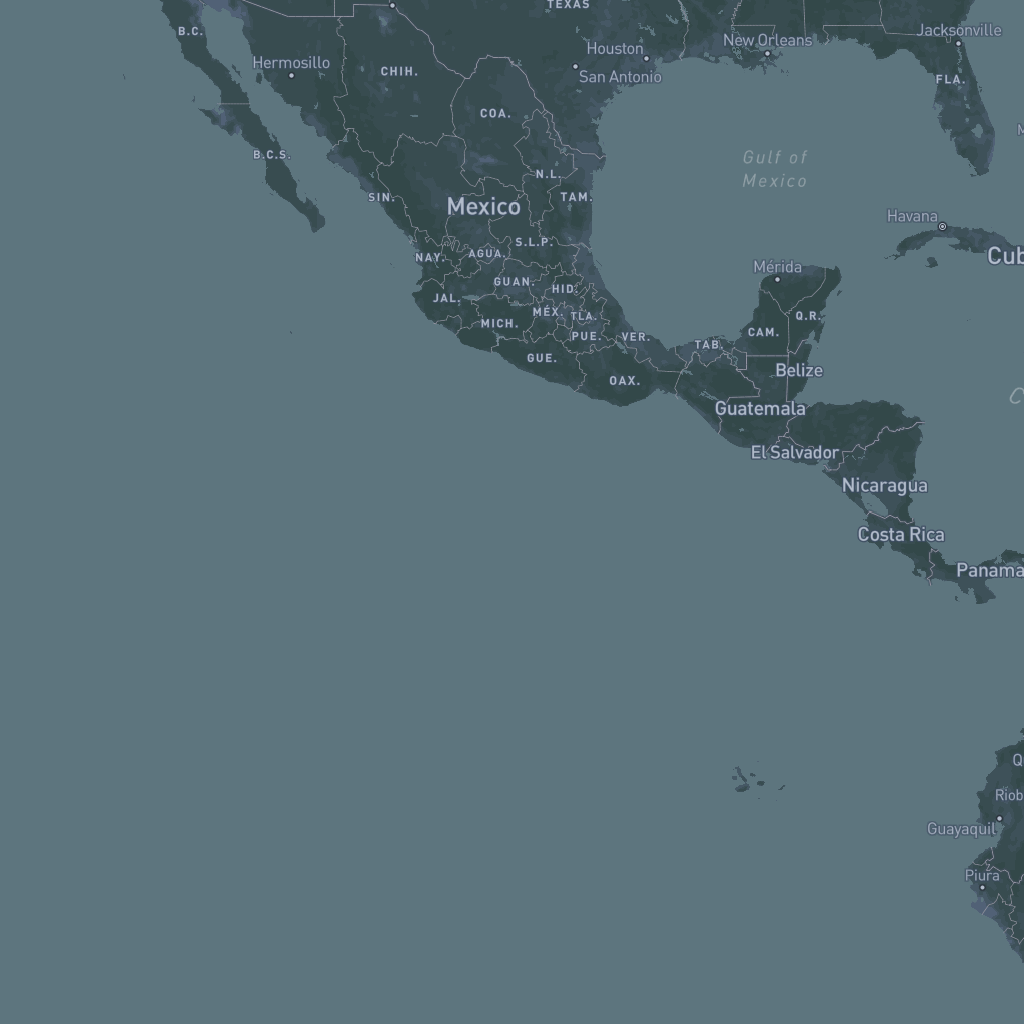 TEXAS
B.C.
Jacksonville
New Orleans
Houston
Hermosillo
CHIH.
San Antonio
FLA.
COA.
M
Gulf of
Mexico
B.C.S.
N.L.
SIN.
TAM.
Mexico
Havana
S.L.P.
AGUA.
NAY.
Cub
Mérida
GUAN.
HID.
JAL.
MÉX.
TLA.
Q.R.
MICH.
CAM.
PUE.
VER.
TAB.
GUE.
Belize
OAX.
C
Guatemala
El Salvador
Nicaragua
Costa Rica
Panama
Q
Riob
Guayaquil
Piura